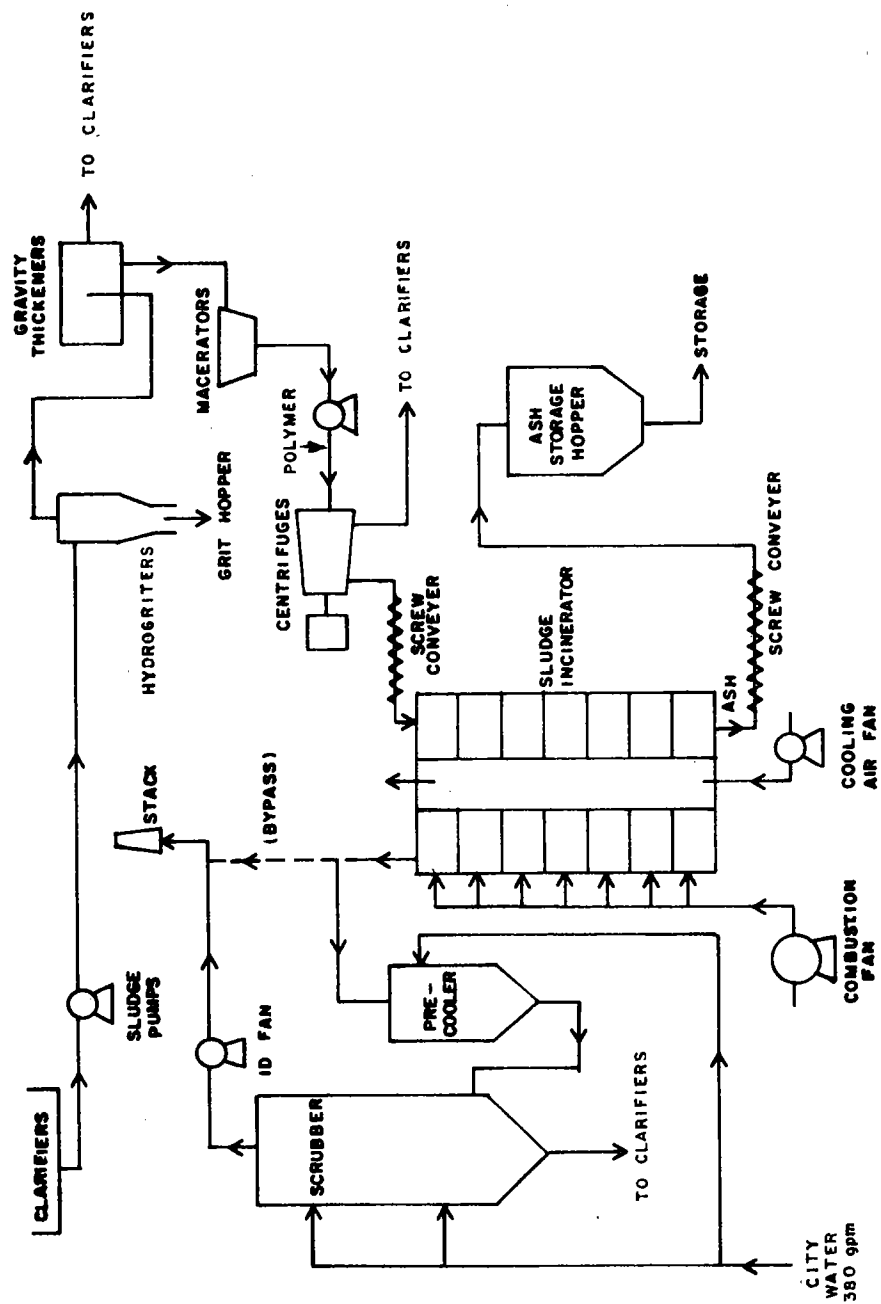 CLARIFIERS
SLUDGE
PUMPS
HYDROGRITERS
GRIT HOPPER
GRAVITY
THICKENERS
TO CLARIFIERS
MACERATORS
POLYMER
CENTRIFUGES
TO CLARIFIERS
SCREW
CONVEYER
STACK
(BYPASS)
ID FAN
SCRUBBER
PRE-
COOLER
TO CLARIFIERS
SLUDGE
INCINERATOR
ASH
SCREW CONVEYER
ASH
STORAGE
HOPPER
STORAGE
COOLING
AIR FAN
COMBUSTION
FAN
CITY
WATER
380 gpm